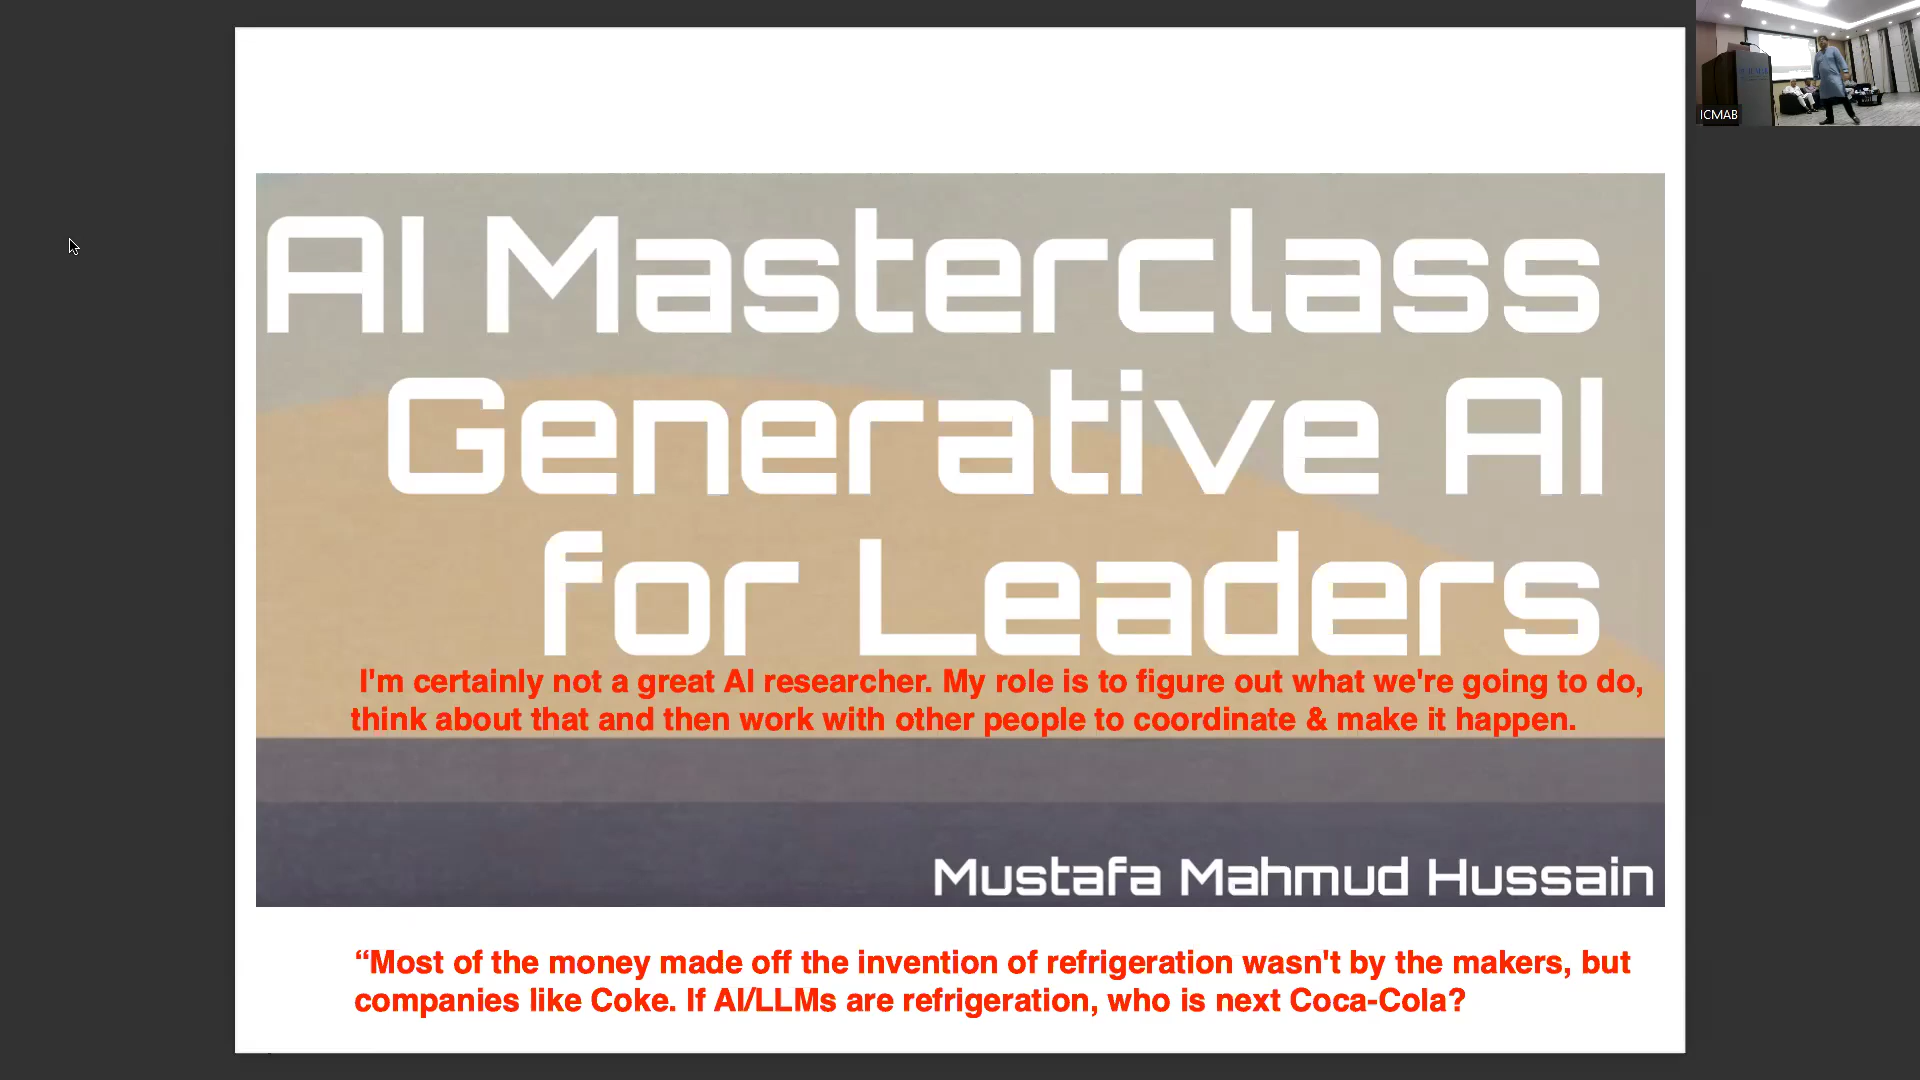 AI Masterclass
Generative AI
for Leaders
I'm certainly not a great AI researcher. My role is to figure out what we're going to do,
think about that and then work with other people to coordinate & make it happen.
Mustafa Mahmud Hussain
“Most of the money made off the invention of refrigeration wasn't by the makers, but
companies like Coke. If AI/LLMs are refrigeration, who is next Coca-Cola?
ICMAB